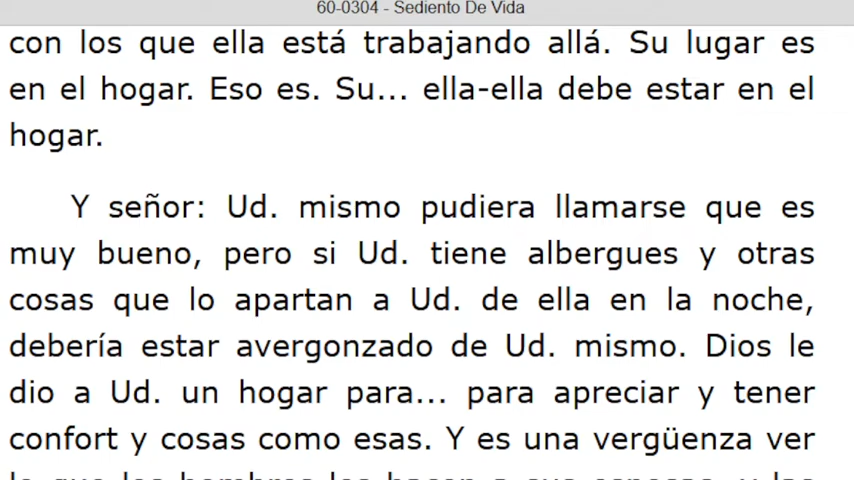 60-0304 - Sediento De Vida
con los que ella está trabajando allá. Su lugar es
en el hogar. Eso es. Su... ella-ella debe estar en el
hogar.
Y señor: Ud. mismo pudiera llamarse que es
muy bueno, pero si Ud. tiene albergues y otras
cosas que lo apartan a Ud. de ella en la noche,
debería estar avergonzado de Ud. mismo. Dios le
dio a Ud. un hogar para... para apreciar y tener
confort y cosas como esas. Y es una vergüenza ver